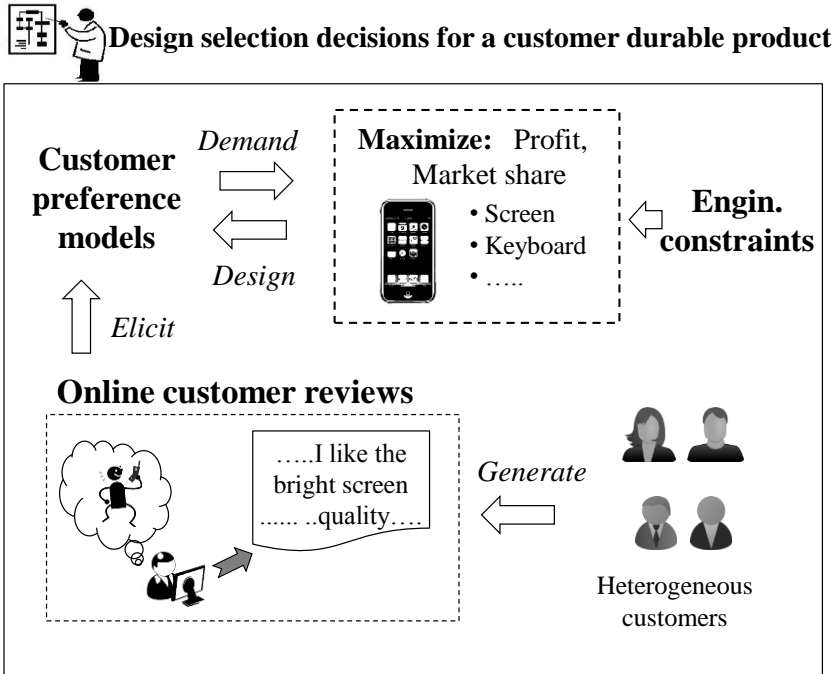 Design selection decisions for a customer durable product
Customer
preference
models
Demand
Design
Maximize: Profit,
Market share
• Screen
• Keyboard
• …..
Engin.
constraints
Elicit
Online customer reviews
…..I like the
bright screen
...... ..quality….
Generate
Heterogeneous
customers